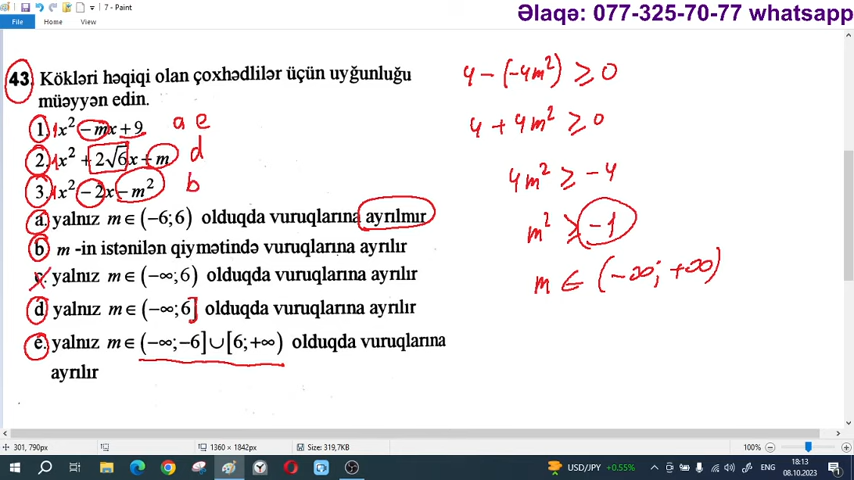 Əlaqə: 077-325-70-77 whatsapp
7 - Paint
File Home View
43. Kökləri həqiqi olan çoxhədlilər üçün uyğunluğu
müəyyən edin.
1. x² − mx + 9 a e
2. x² + 2√6x + m d
3. x² − 2x − m² b
a. yalnız m ∈ (−6;6) olduqda vuruqlarına ayrılmır
b m -in istənilən qiymətində vuruqlarına ayrılır
c. yalnız m ∈ (−∞;6) olduqda vuruqlarına ayrılır
d yalnız m ∈ (−∞;6] olduqda vuruqlarına ayrılır
e. yalnız m ∈ (−∞;−6] ∪ [6;+∞) olduqda vuruqlarına
ayrılır
4 − (−4m²) ≥ 0
4 + 4m² ≥ 0
4m² ≥ −4
m² ≥ −1
m ∈ (−∞; +∞)
301, 790px 1360 × 1842px Size: 319,7KB 100%
USD/JPY +0.55% ENG 18:13
08.10.2023